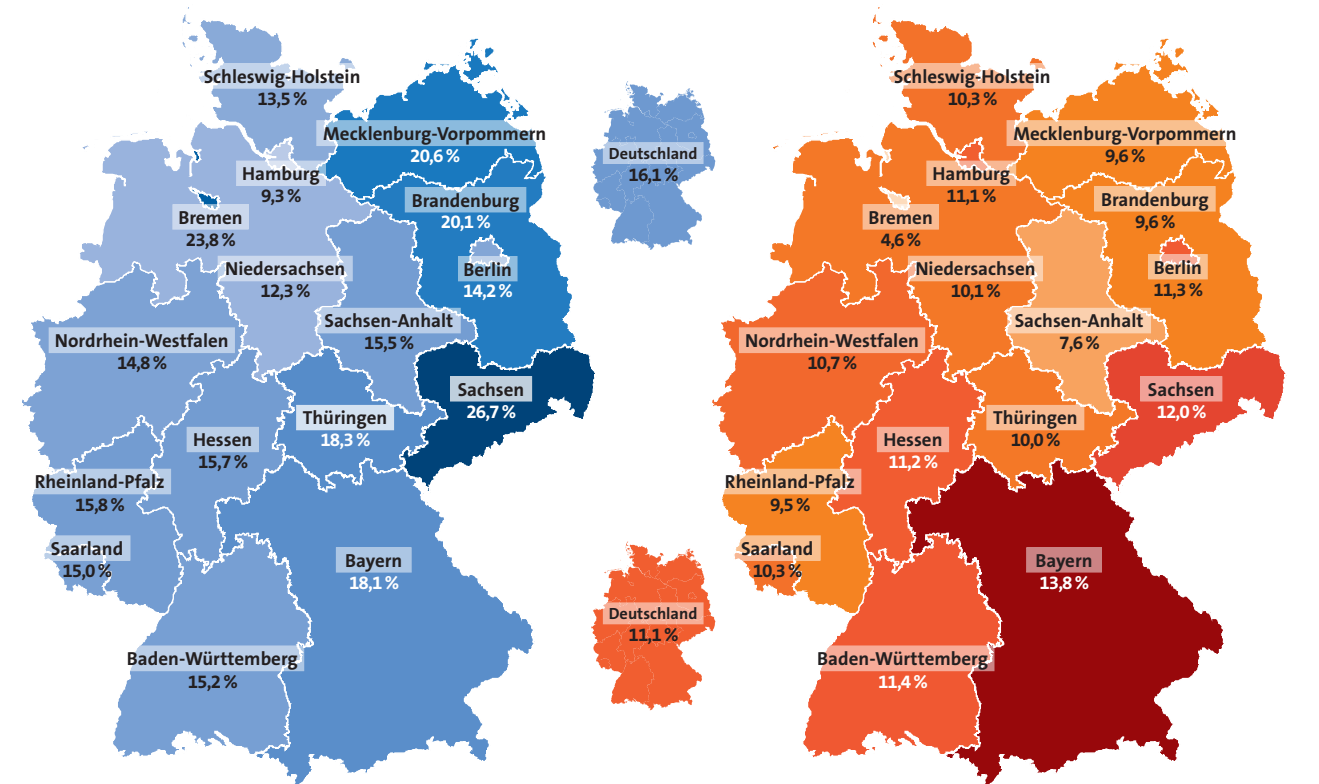 Schleswig-Holstein
13,5 %
Mecklenburg-Vorpommern
20,6 %
Hamburg
9,3 %
Brandenburg
20,1 %
Bremen
23,8 %
Niedersachsen
12,3 %
Berlin
14,2 %
Sachsen-Anhalt
15,5 %
Nordrhein-Westfalen
14,8 %
Sachsen
26,7 %
Thüringen
18,3 %
Hessen
15,7 %
Rheinland-Pfalz
15,8 %
Saarland
15,0 %
Bayern
18,1 %
Baden-Württemberg
15,2 %
Deutschland
16,1 %
Deutschland
11,1 %
Schleswig-Holstein
10,3 %
Mecklenburg-Vorpommern
9,6 %
Hamburg
11,1 %
Brandenburg
9,6 %
Bremen
4,6 %
Niedersachsen
10,1 %
Berlin
11,3 %
Sachsen-Anhalt
7,6 %
Nordrhein-Westfalen
10,7 %
Sachsen
12,0 %
Thüringen
10,0 %
Hessen
11,2 %
Rheinland-Pfalz
9,5 %
Saarland
10,3 %
Bayern
13,8 %
Baden-Württemberg
11,4 %